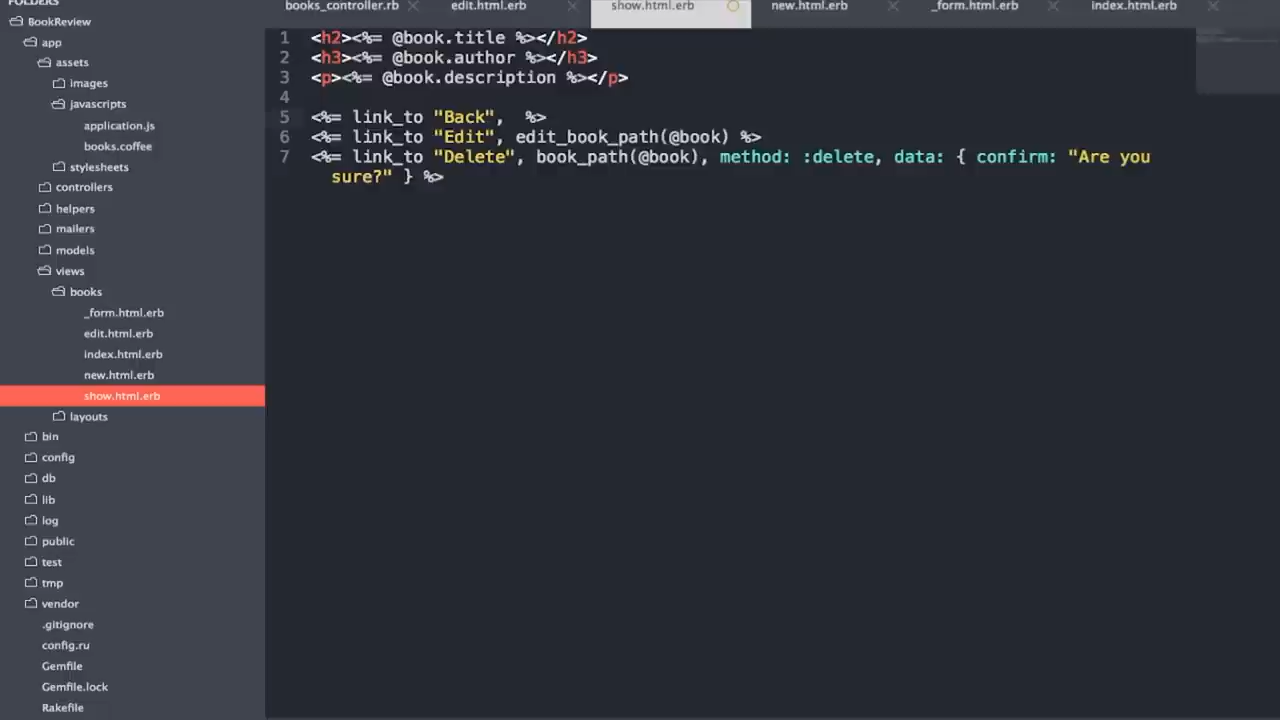 FOLDERS
BookReview
app
assets
images
javascripts
application.js
books.coffee
stylesheets
controllers
helpers
mailers
models
views
books
_form.html.erb
edit.html.erb
index.html.erb
new.html.erb
show.html.erb
layouts
bin
config
db
lib
log
public
test
tmp
vendor
.gitignore
config.ru
Gemfile
Gemfile.lock
Rakefile
books_controller.rb edit.html.erb show.html.erb new.html.erb _form.html.erb index.html.erb
1 <h2><%= @book.title %></h2>
2 <h3><%= @book.author %></h3>
3 <p><%= @book.description %></p>
4
5 <%= link_to "Back",  %>
6 <%= link_to "Edit", edit_book_path(@book) %>
7 <%= link_to "Delete", book_path(@book), method: :delete, data: { confirm: "Are you
sure?" } %>